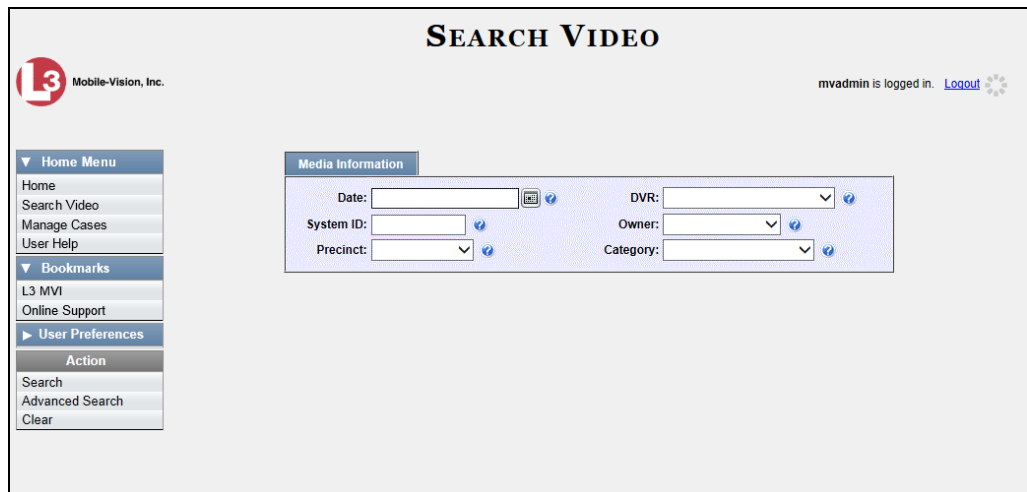 SEARCH VIDEO
L3 Mobile-Vision, Inc.
mvadmin is logged in. Logout
▼ Home Menu
Home
Search Video
Manage Cases
User Help
▼ Bookmarks
L3 MVI
Online Support
▶ User Preferences
Action
Search
Advanced Search
Clear
Media Information
Date:
DVR:
System ID:
Owner:
Precinct:
Category: